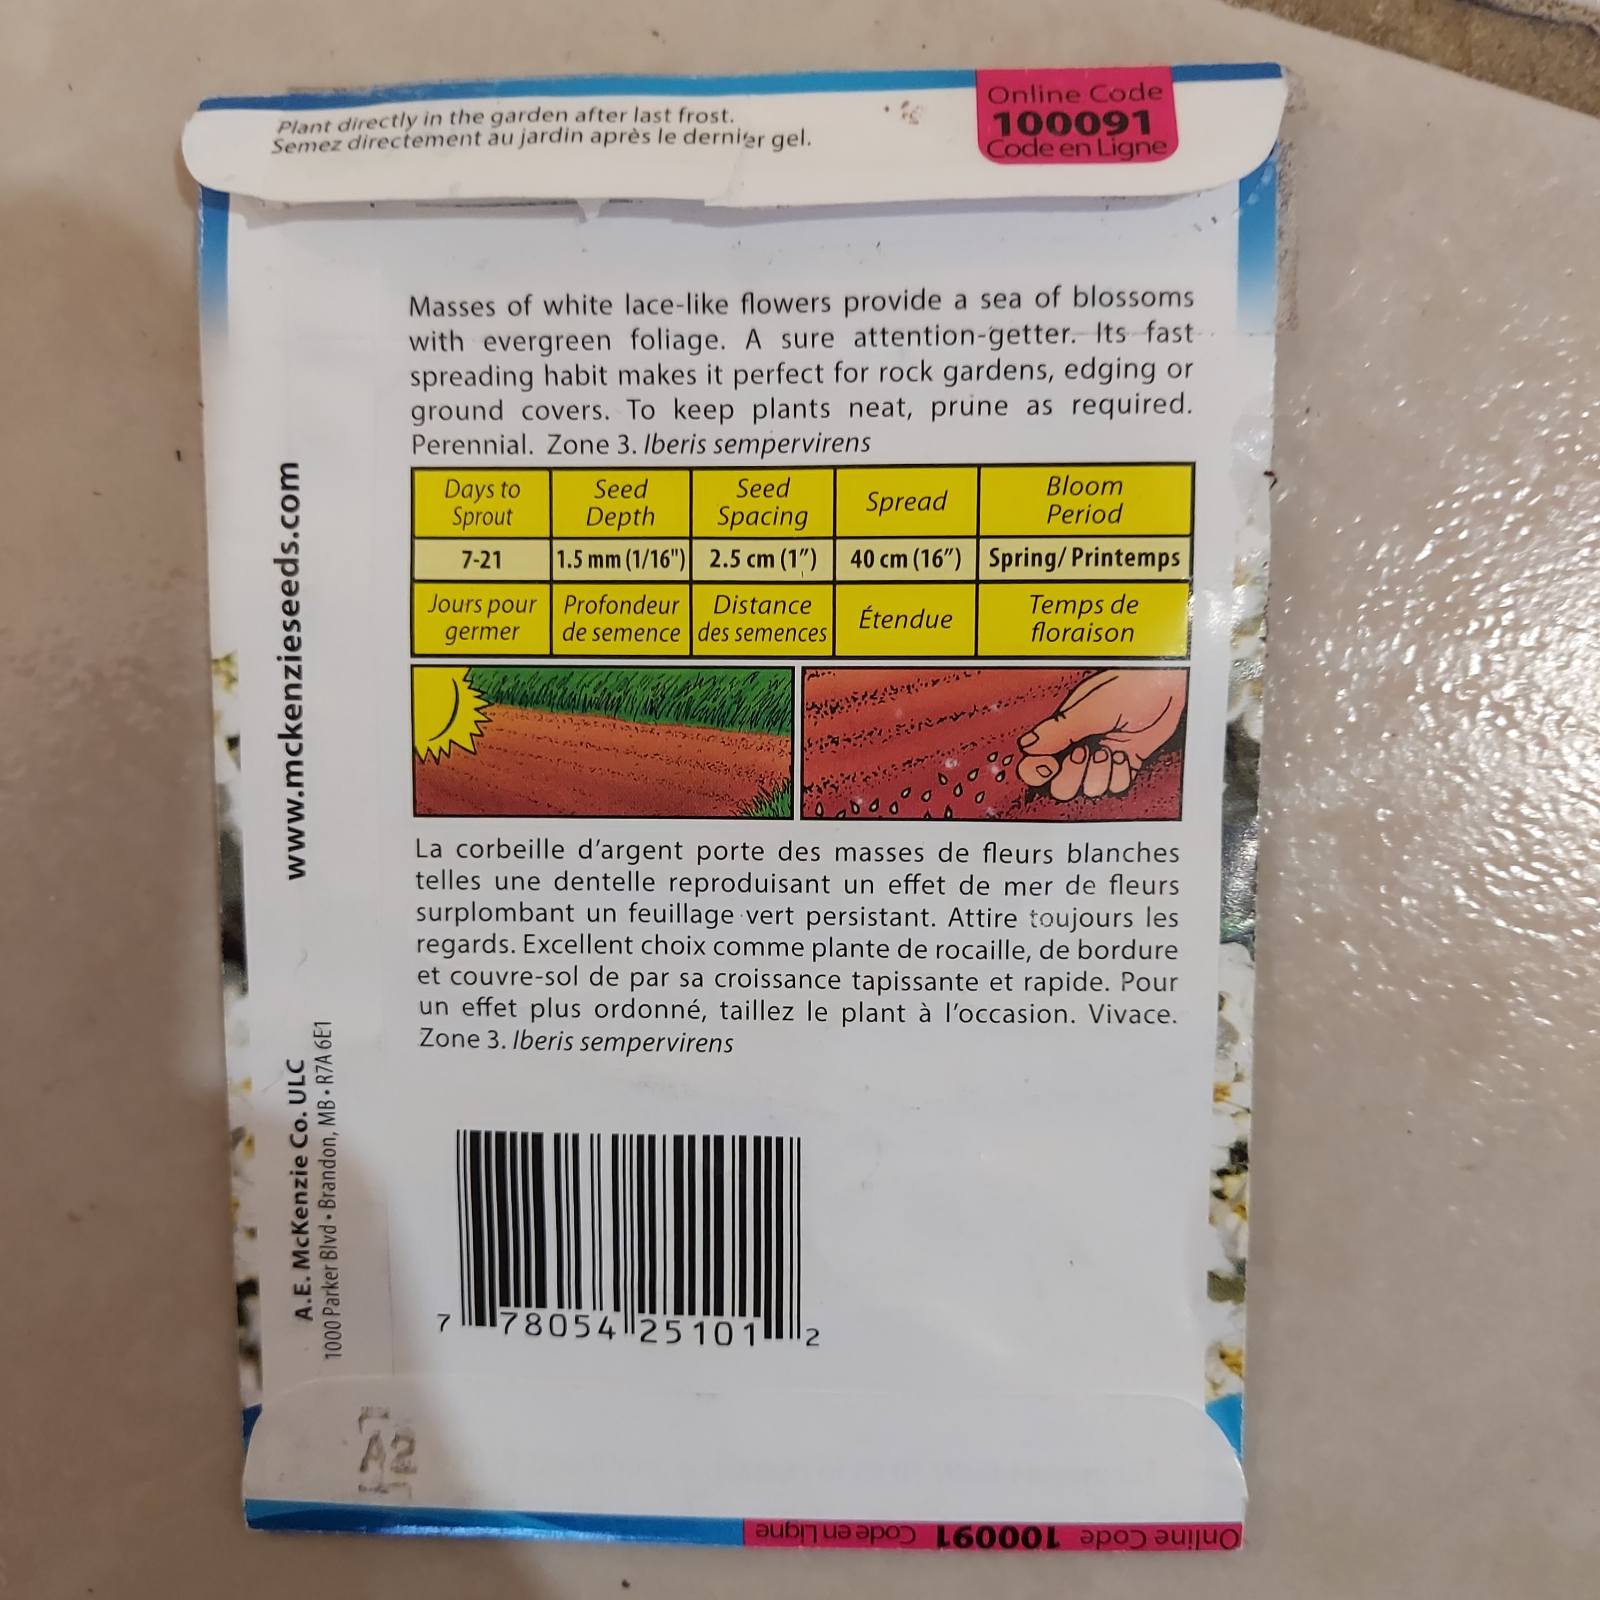 Plant directly in the garden after last frost.
Semez directement au jardin après le dernier gel.
Online Code
100091
Code en Ligne
Masses of white lace-like flowers provide a sea of blossoms
with evergreen foliage. A sure attention-getter. Its fast
spreading habit makes it perfect for rock gardens, edging or
ground covers. To keep plants neat, prune as required.
Perennial. Zone 3. Iberis sempervirens
Days to Sprout
Seed Depth
Seed Spacing
Spread
Bloom Period
7-21
1.5 mm (1/16")
2.5 cm (1″)
40 cm (16″)
Spring/ Printemps
Jours pour germer
Profondeur de semence
Distance des semences
Étendue
Temps de floraison
La corbeille d'argent porte des masses de fleurs blanches
telles une dentelle reproduisant un effet de mer de fleurs
surplombant un feuillage vert persistant. Attire toujours les
regards. Excellent choix comme plante de rocaille, de bordure
et couvre-sol de par sa croissance tapissante et rapide. Pour
un effet plus ordonné, taillez le plant à l'occasion. Vivace.
Zone 3. Iberis sempervirens
www.mckenzieseeds.com
A.E. McKenzie Co. ULC
1000 Parker Blvd • Brandon, MB • R7A 6E1
7 78054 25101 2
A2
Online Code 100091 Code en Ligne